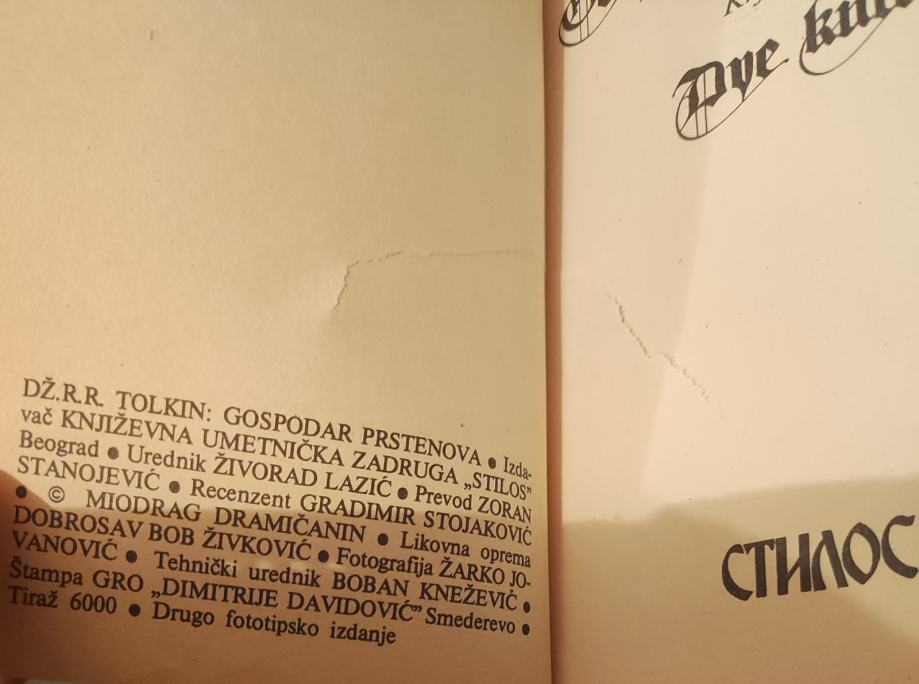 DŽ.R.R. TOLKIN: GOSPODAR PRSTENOVA ● Izda-
vač KNJIŽEVNA UMETNIČKA ZADRUGA „STILOS”
Beograd ● Urednik ŽIVORAD LAZIĆ ● Prevod ZORAN
STANOJEVIĆ ● Recenzent GRADIMIR STOJAKOVIĆ
● © MIODRAG DRAMIČANIN ● Likovna oprema
DOBROSAV BOB ŽIVKOVIĆ ● Fotografija ŽARKO JO-
VANOVIĆ ● Tehnički urednik BOBAN KNEŽEVIĆ ●
Štampa GRO „DIMITRIJE DAVIDOVIĆ” Smederevo ●
Tiraž 6000 ● Drugo fototipsko izdanje
Dve
СТИЛОС